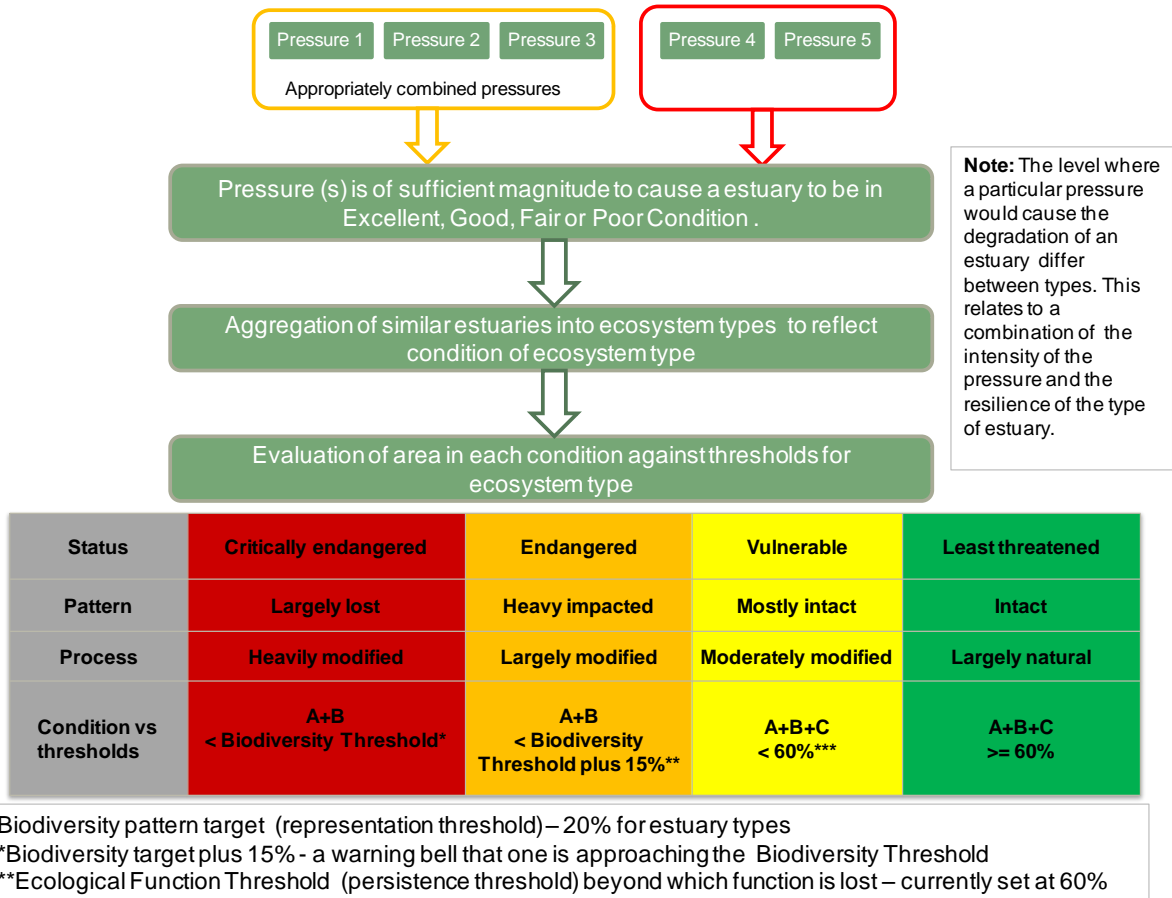 Pressure 1
Pressure 2
Pressure 3
Appropriately combined pressures
Pressure 4
Pressure 5
Pressure (s) is of sufficient magnitude to cause a estuary to be in
Excellent, Good, Fair or Poor Condition .
Note: The level where
a particular pressure
would cause the
degradation of an
estuary differ
between types. This
relates to a
combination of the
intensity of the
pressure and the
resilience of the type
of estuary.
Aggregation of similar estuaries into ecosystem types to reflect
condition of ecosystem type
Evaluation of area in each condition against thresholds for
ecosystem type
Status
Critically endangered
Endangered
Vulnerable
Least threatened
Pattern
Largely lost
Heavy impacted
Mostly intact
Intact
Process
Heavily modified
Largely modified
Moderately modified
Largely natural
Condition vs
thresholds
A+B
< Biodiversity Threshold*
A+B
< Biodiversity
Threshold plus 15%**
A+B+C
< 60%***
A+B+C
>= 60%
Biodiversity pattern target (representation threshold) – 20% for estuary types
*Biodiversity target plus 15% - a warning bell that one is approaching the Biodiversity Threshold
**Ecological Function Threshold (persistence threshold) beyond which function is lost – currently set at 60%